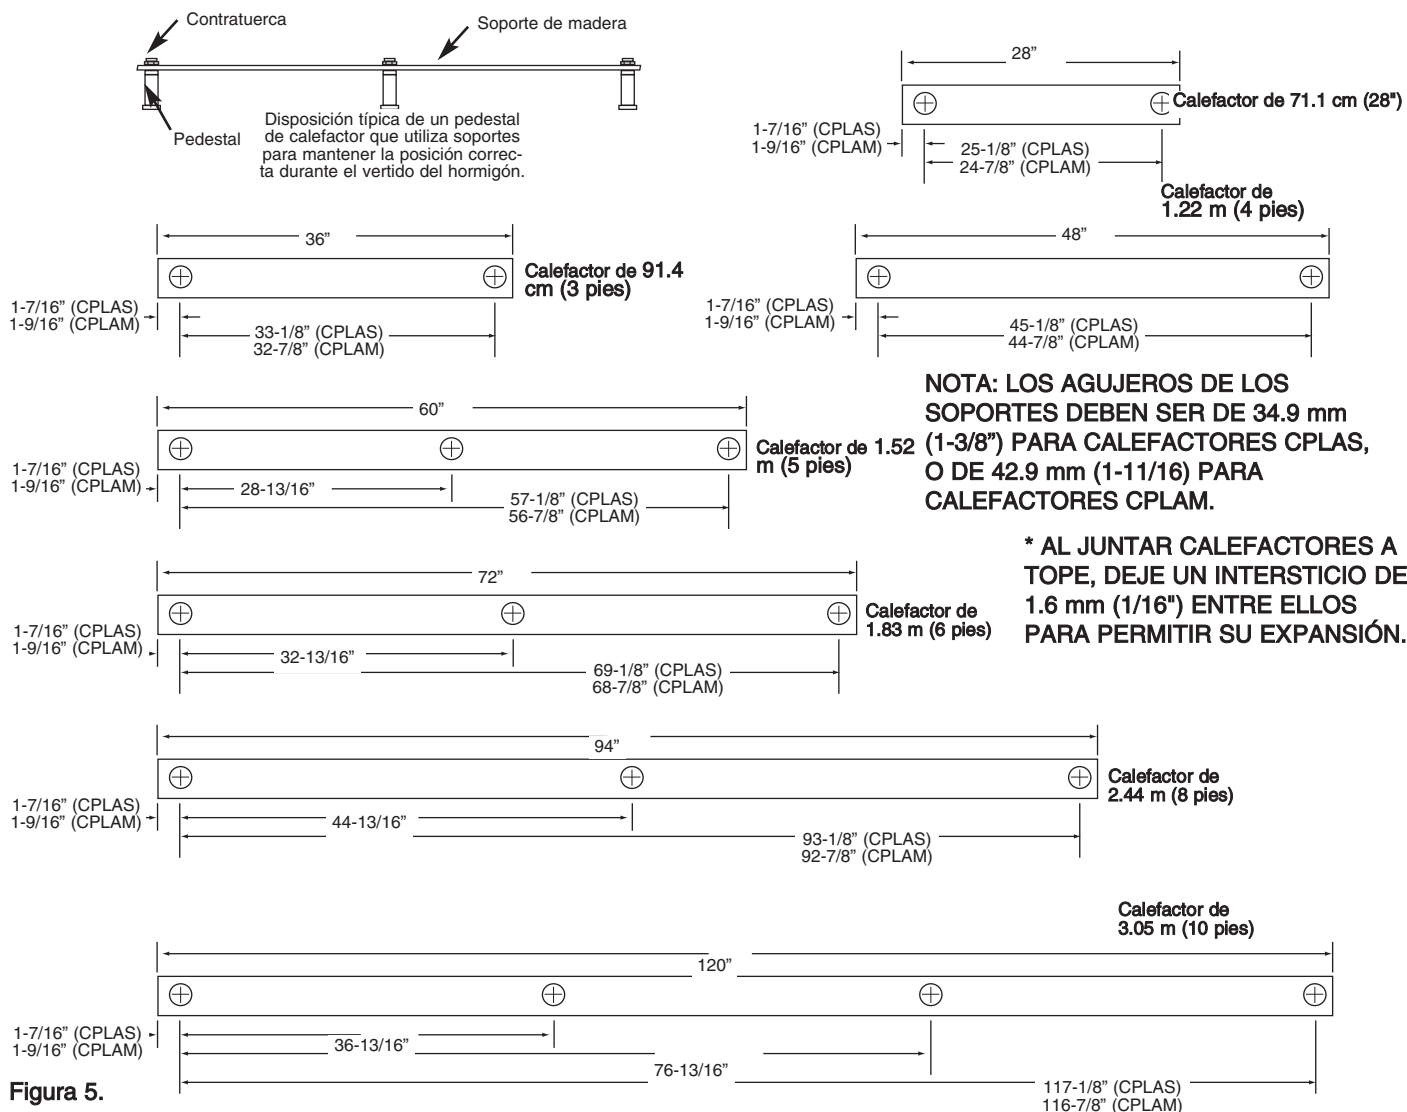 Contratuerca
Soporte de madera
Pedestal
Disposición típica de un pedestal
de calefactor que utiliza soportes
para mantener la posición correc-
ta durante el vertido del hormigón.
28”
Calefactor de 71.1 cm (28")
1-7/16” (CPLAS)
1-9/16” (CPLAM)
25-1/8” (CPLAS)
24-7/8” (CPLAM)
36”
Calefactor de 91.4
cm (3 pies)
1-7/16” (CPLAS)
1-9/16” (CPLAM)
33-1/8” (CPLAS)
32-7/8” (CPLAM)
Calefactor de
1.22 m (4 pies)
48”
1-7/16” (CPLAS)
1-9/16” (CPLAM)
45-1/8” (CPLAS)
44-7/8” (CPLAM)
60”
Calefactor de 1.52
m (5 pies)
1-7/16” (CPLAS)
1-9/16” (CPLAM)
28-13/16”
57-1/8” (CPLAS)
56-7/8” (CPLAM)
NOTA: LOS AGUJEROS DE LOS
SOPORTES DEBEN SER DE 34.9 mm
(1-3/8”) PARA CALEFACTORES CPLAS,
O DE 42.9 mm (1-11/16) PARA
CALEFACTORES CPLAM.
* AL JUNTAR CALEFACTORES A
TOPE, DEJE UN INTERSTICIO DE
1.6 mm (1/16") ENTRE ELLOS
PARA PERMITIR SU EXPANSIÓN.
72”
Calefactor de
1.83 m (6 pies)
1-7/16” (CPLAS)
1-9/16” (CPLAM)
32-13/16”
69-1/8” (CPLAS)
68-7/8” (CPLAM)
94”
Calefactor de
2.44 m (8 pies)
1-7/16” (CPLAS)
1-9/16” (CPLAM)
44-13/16”
93-1/8” (CPLAS)
92-7/8” (CPLAM)
Calefactor de
3.05 m (10 pies)
120”
1-7/16” (CPLAS)
1-9/16” (CPLAM)
36-13/16”
76-13/16”
117-1/8” (CPLAS)
116-7/8” (CPLAM)
Figura 5.